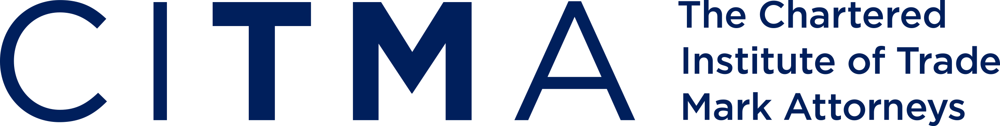 CITMA
The Chartered
Institute of Trade
Mark Attorneys